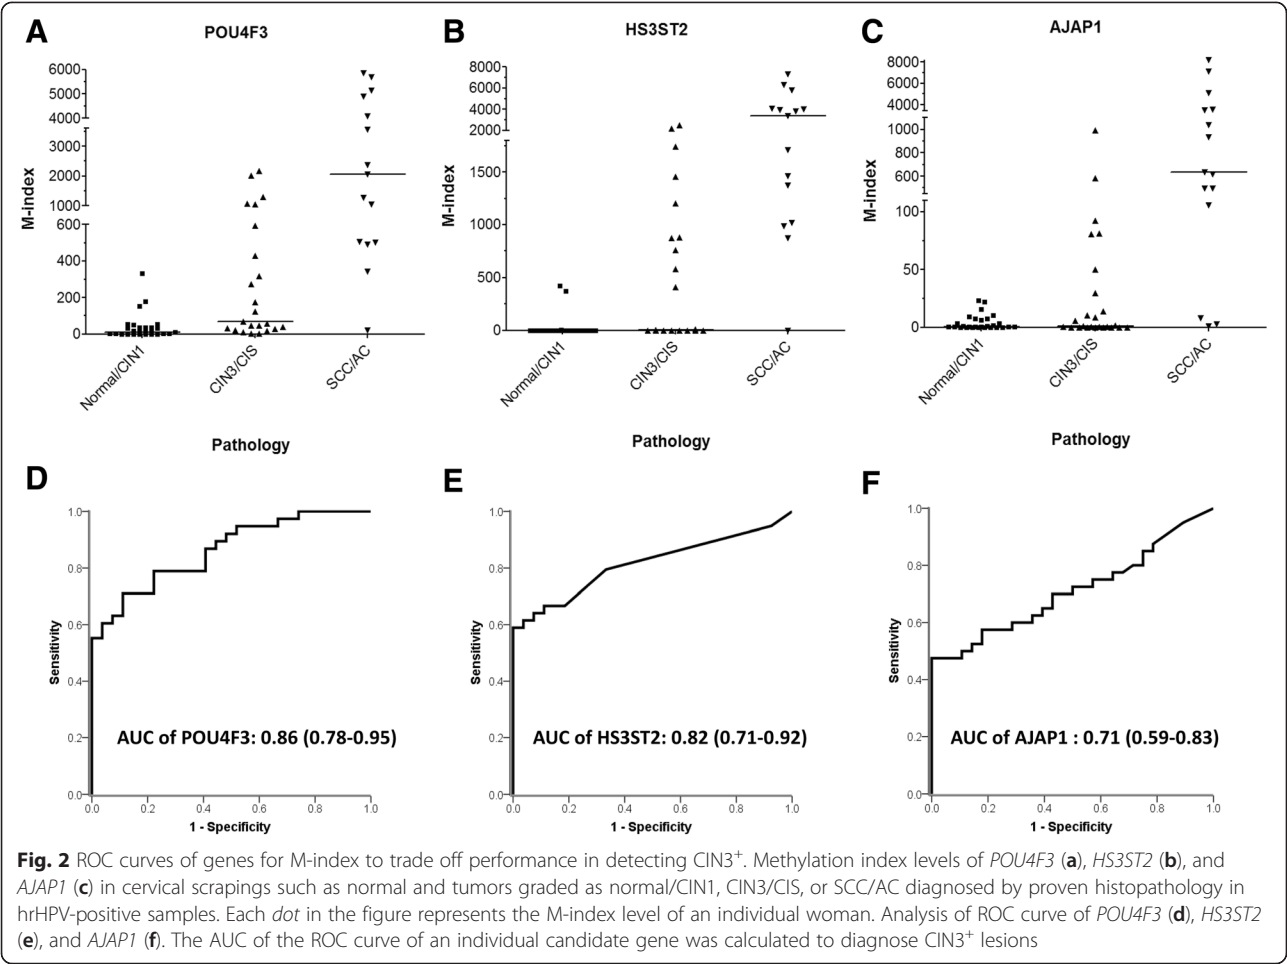 A
POU4F3
M-index
6000
5000
4000
3000
2000
1000
600
400
200
0
Normal/CIN1
CIN3/CIS
SCC/AC
Pathology
B
HS3ST2
M-index
8000
6000
4000
2000
1500
1000
500
0
Normal/CIN1
CIN3/CIS
SCC/AC
Pathology
C
AJAP1
M-index
8000
7000
6000
5000
4000
1000
800
600
100
50
0
Normal/CIN1
CIN3/CIS
SCC/AC
Pathology
D
Sensitivity
1.0
0.8
0.6
0.4
0.2
0.0
AUC of POU4F3: 0.86 (0.78-0.95)
0.0 0.2 0.4 0.6 0.8 1.0
1 - Specificity
E
Sensitivity
1.0
0.8
0.6
0.4
0.2
0.0
AUC of HS3ST2: 0.82 (0.71-0.92)
0.0 0.2 0.4 0.6 0.8 1.0
1 - Specificity
F
Sensitivity
1.0
0.8
0.6
0.4
0.2
0.0
AUC of AJAP1 : 0.71 (0.59-0.83)
0.0 0.2 0.4 0.6 0.8 1.0
1 - Specificity
Fig. 2 ROC curves of genes for M-index to trade off performance in detecting CIN3⁺. Methylation index levels of POU4F3 (a), HS3ST2 (b), and
AJAP1 (c) in cervical scrapings such as normal and tumors graded as normal/CIN1, CIN3/CIS, or SCC/AC diagnosed by proven histopathology in
hrHPV-positive samples. Each dot in the figure represents the M-index level of an individual woman. Analysis of ROC curve of POU4F3 (d), HS3ST2
(e), and AJAP1 (f). The AUC of the ROC curve of an individual candidate gene was calculated to diagnose CIN3⁺ lesions